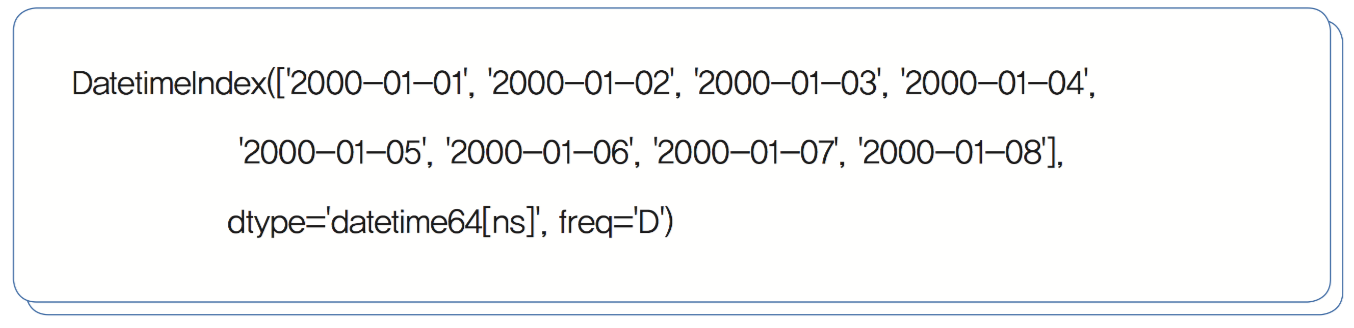 DatetimeIndex(['2000-01-01', '2000-01-02', '2000-01-03', '2000-01-04',
'2000-01-05', '2000-01-06', '2000-01-07', '2000-01-08'],
dtype='datetime64[ns]', freq='D')